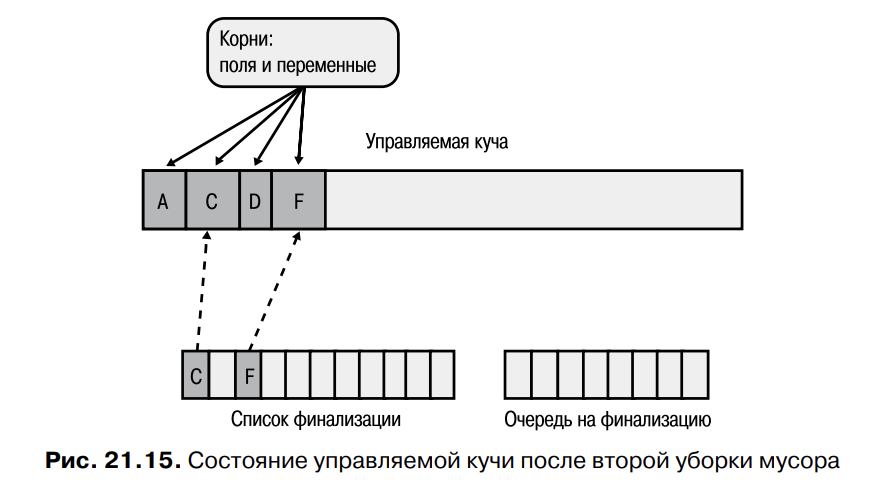 Корни:
поля и переменные
Управляемая куча
A C D F
C F
Список финализации Очередь на финализацию
Рис. 21.15. Состояние управляемой кучи после второй уборки мусора